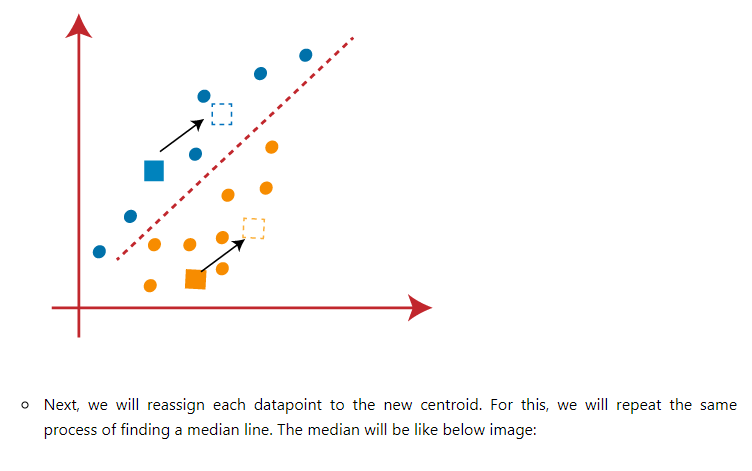 Next, we will reassign each datapoint to the new centroid. For this, we will repeat the same
process of finding a median line. The median will be like below image: